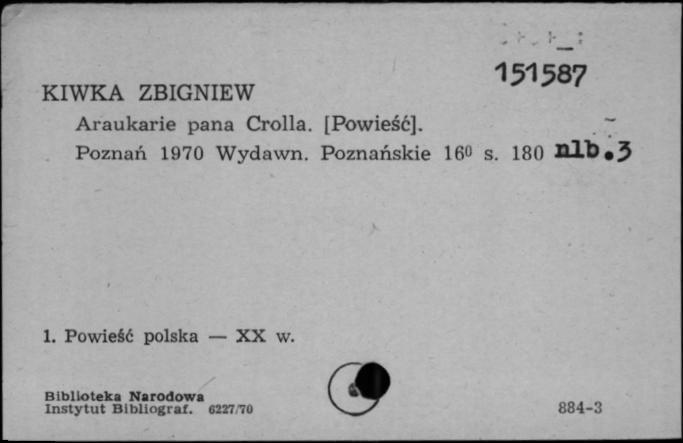 151587
KIWKA ZBIGNIEW
Araukarie pana Crolla. [Powieść].
Poznań 1970 Wydawn. Poznańskie 16⁰ s. 180 nlb.3
1. Powieść polska — XX w.
Biblioteka Narodowa
Instytut Bibliograf. 6227/70
884-3